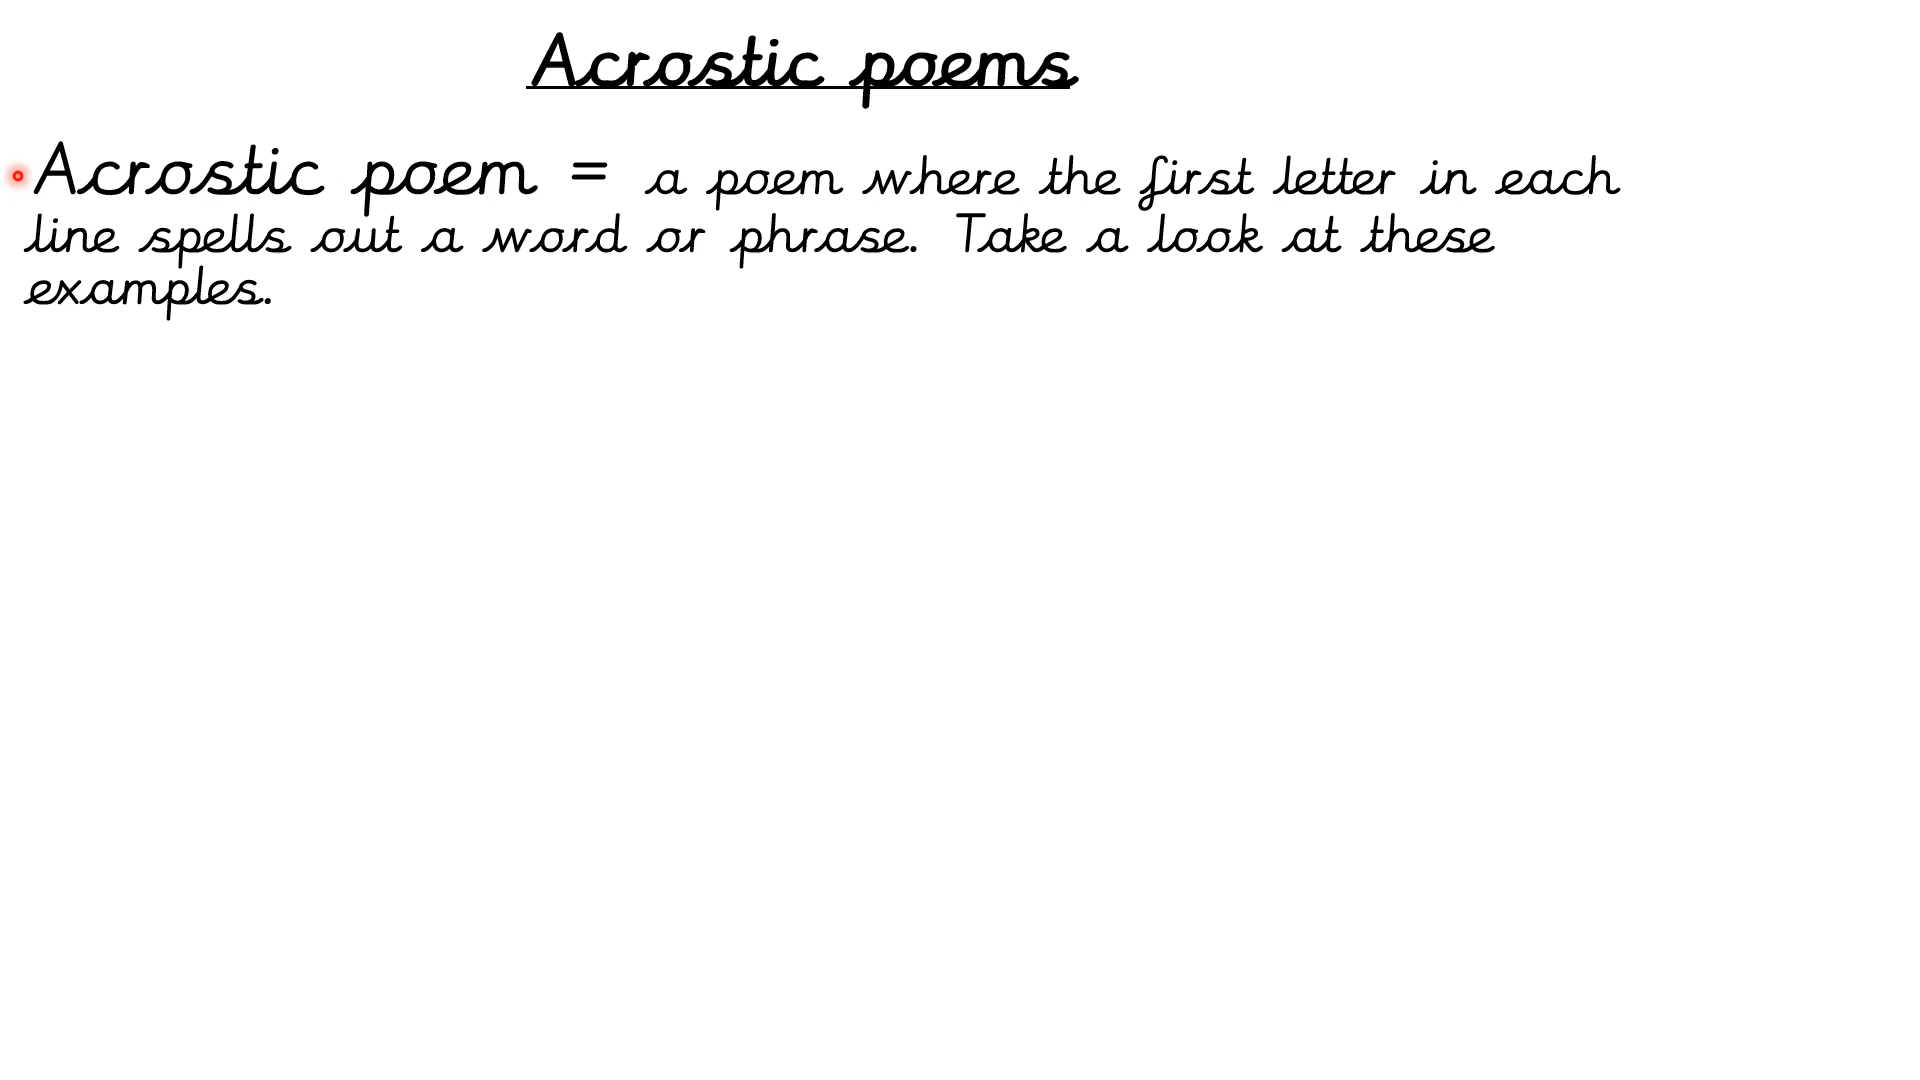 Acrostic poems
Acrostic poem = a poem where the first letter in each
line spells out a word or phrase. Take a look at these
examples.